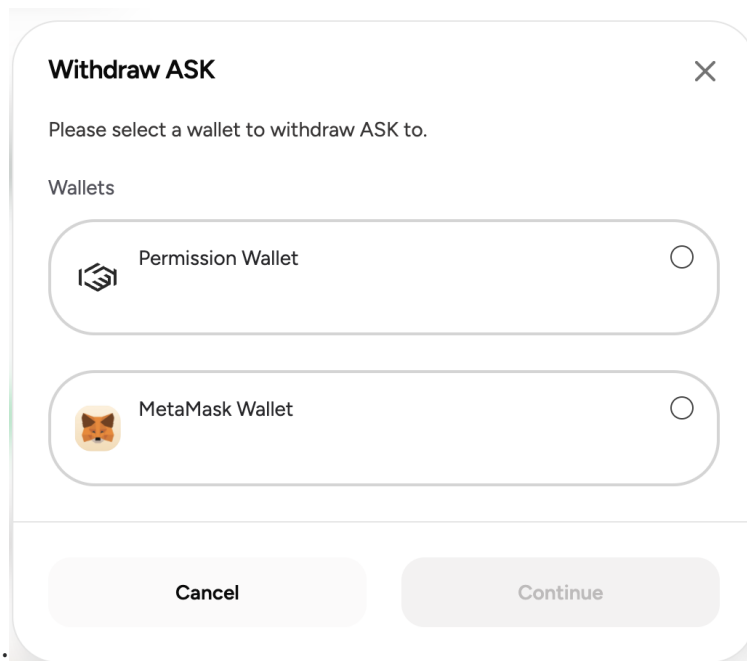 Withdraw ASK
Please select a wallet to withdraw ASK to.
Wallets
Permission Wallet
MetaMask Wallet
Cancel
Continue